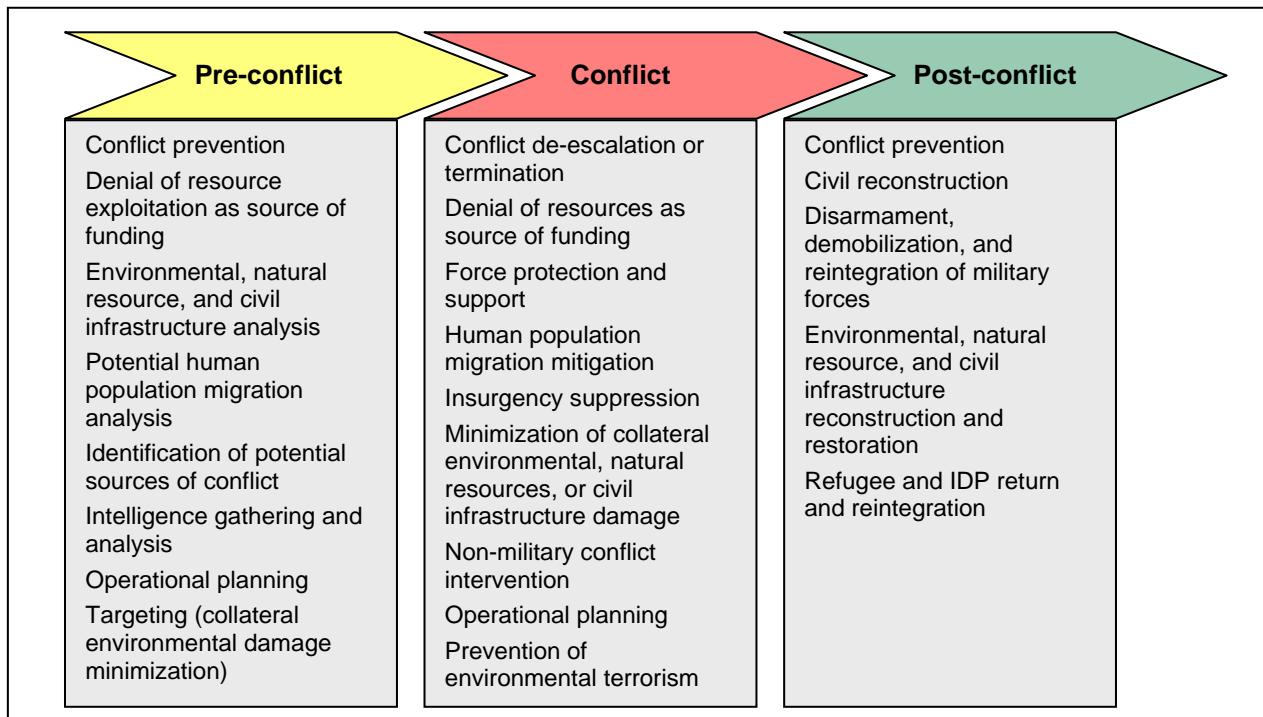 Pre-conflict
Conflict prevention
Denial of resource
exploitation as source of
funding
Environmental, natural
resource, and civil
infrastructure analysis
Potential human
population migration
analysis
Identification of potential
sources of conflict
Intelligence gathering and
analysis
Operational planning
Targeting (collateral
environmental damage
minimization)
Conflict
Conflict de-escalation or
termination
Denial of resources as
source of funding
Force protection and
support
Human population
migration mitigation
Insurgency suppression
Minimization of collateral
environmental, natural
resources, or civil
infrastructure damage
Non-military conflict
intervention
Operational planning
Prevention of
environmental terrorism
Post-conflict
Conflict prevention
Civil reconstruction
Disarmament,
demobilization, and
reintegration of military
forces
Environmental, natural
resource, and civil
infrastructure
reconstruction and
restoration
Refugee and IDP return
and reintegration